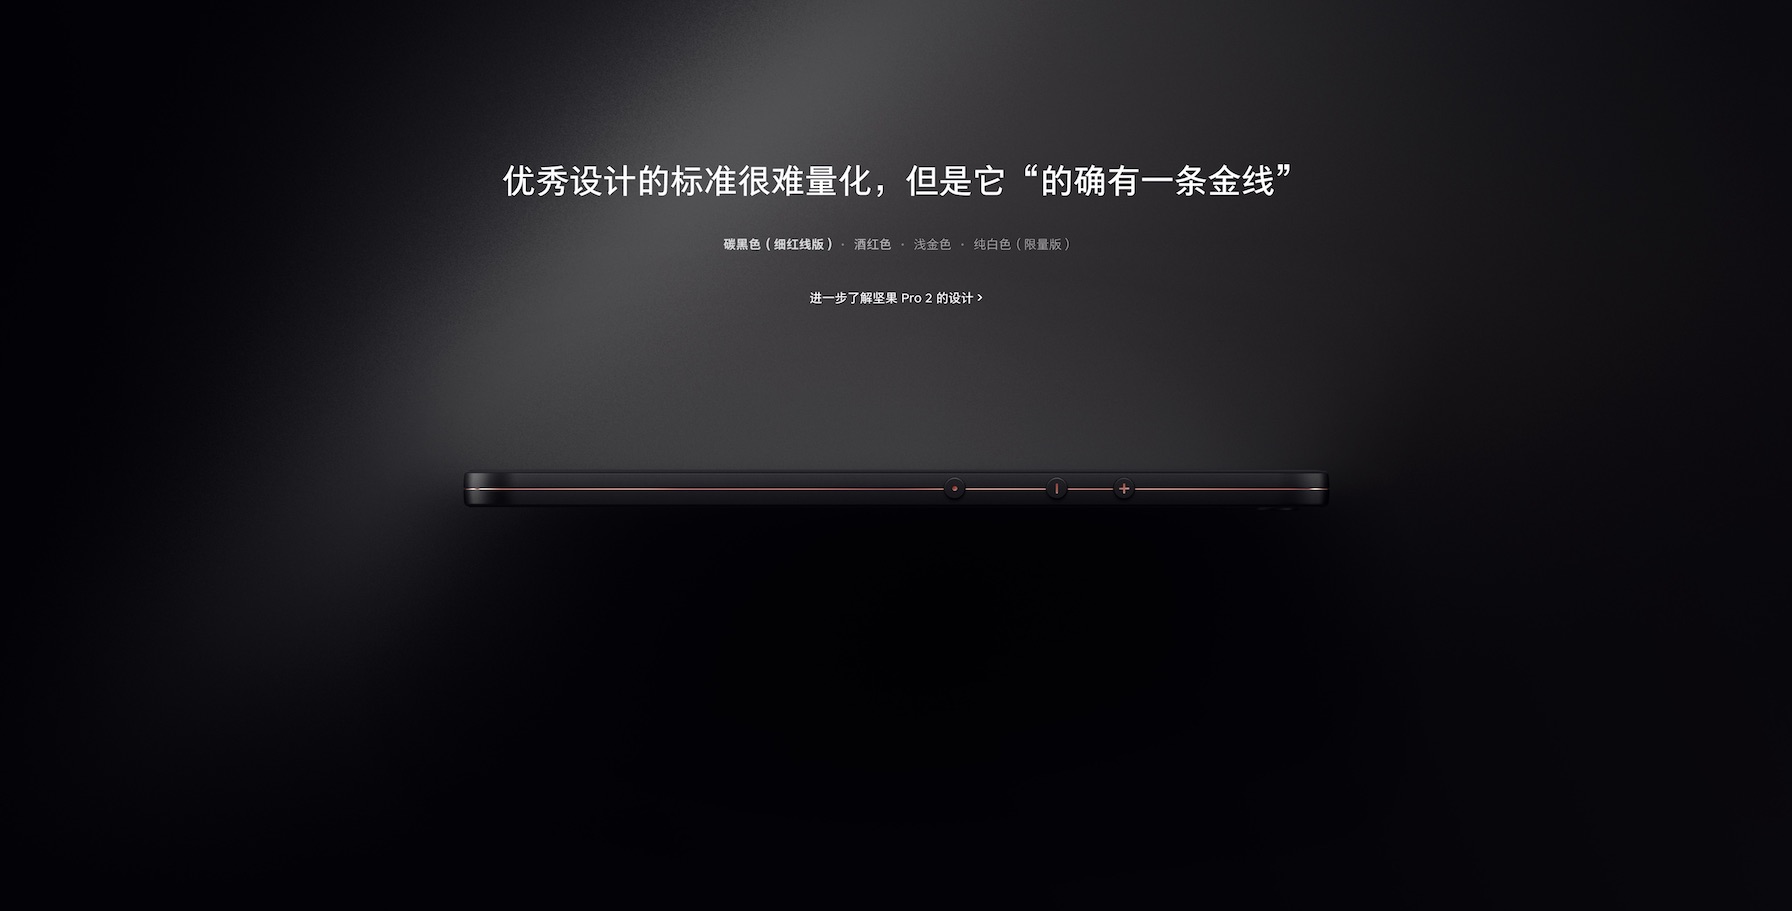 优秀设计的标准很难量化，但是它“的确有一条金线”
碳黑色（细红线版） · 酒红色 · 浅金色 · 纯白色（限量版）
进一步了解坚果 Pro 2 的设计 >